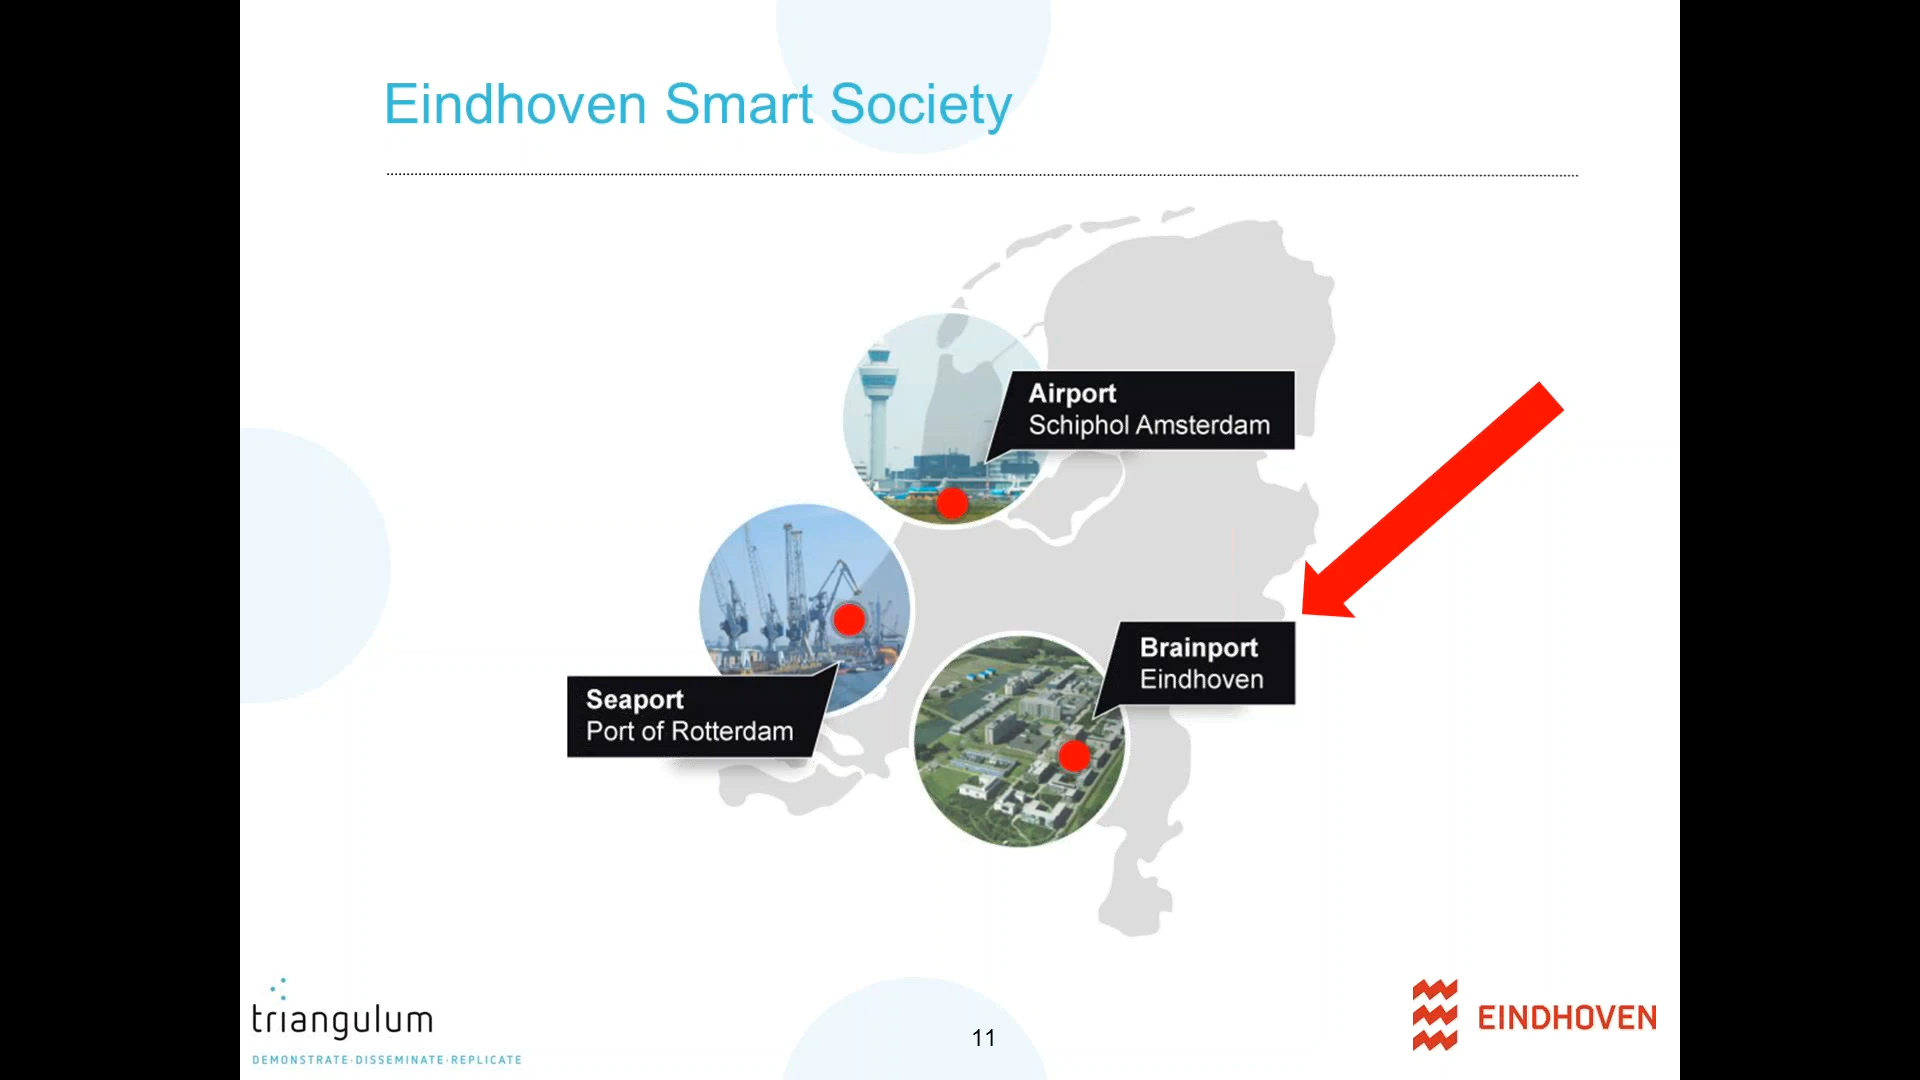 Eindhoven Smart Society
Airport
Schiphol Amsterdam
Brainport
Eindhoven
Seaport
Port of Rotterdam
triangulum
DEMONSTRATE·DISSEMINATE·REPLICATE
11
EINDHOVEN